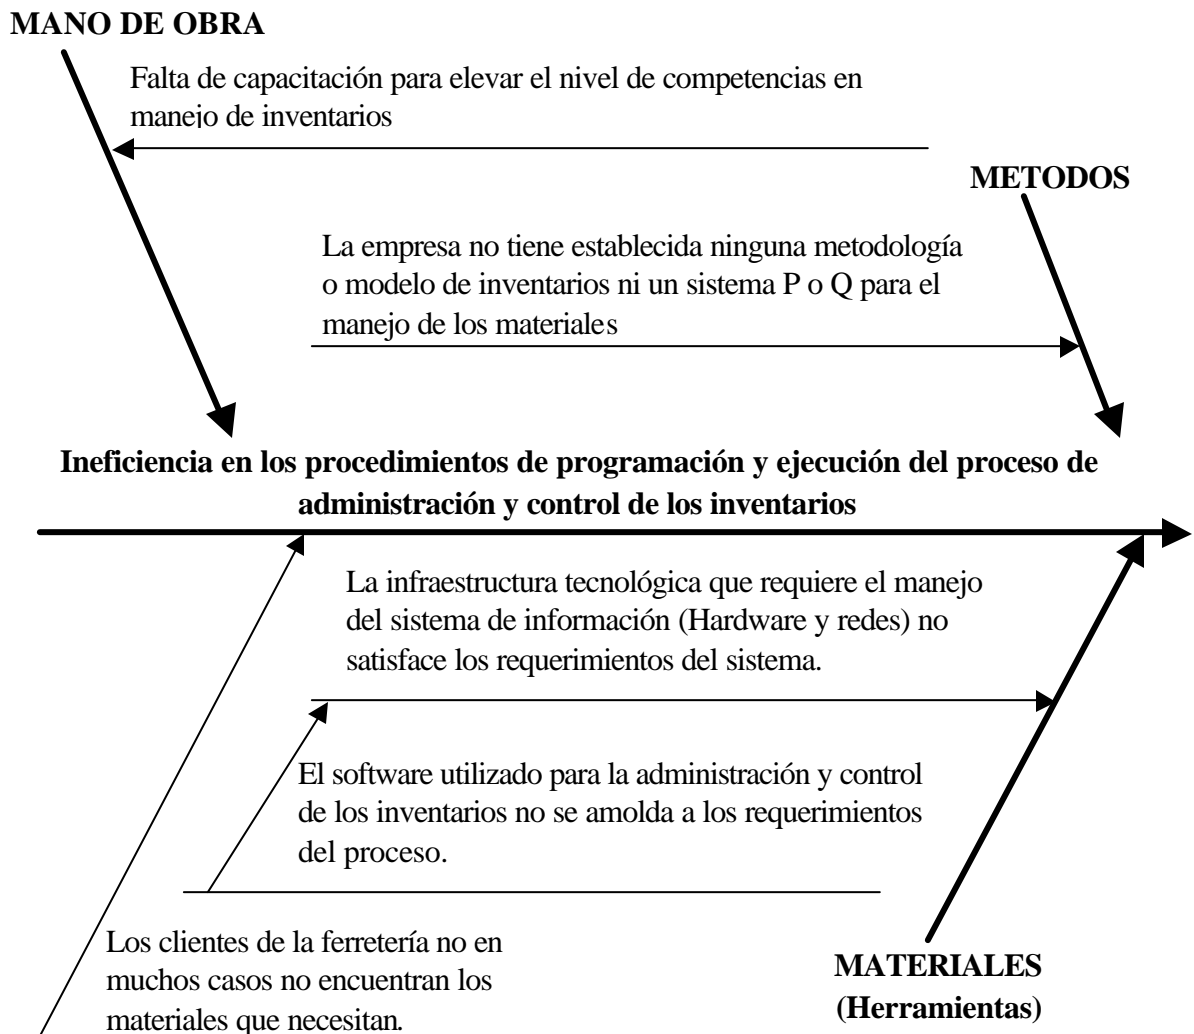 MANO DE OBRA
Falta de capacitación para elevar el nivel de competencias en
manejo de inventarios
METODOS
La empresa no tiene establecida ninguna metodología
o modelo de inventarios ni un sistema P o Q para el
manejo de los materiales
Ineficiencia en los procedimientos de programación y ejecución del proceso de
administración y control de los inventarios
La infraestructura tecnológica que requiere el manejo
del sistema de información (Hardware y redes) no
satisface los requerimientos del sistema.
El software utilizado para la administración y control
de los inventarios no se amolda a los requerimientos
del proceso.
Los clientes de la ferretería no en
muchos casos no encuentran los
materiales que necesitan.
MATERIALES
(Herramientas)